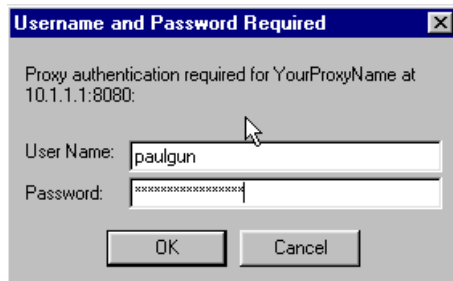 Username and Password Required
Proxy authentication required for YourProxyName at
10.1.1.1:8080:
User Name: paulgun
Password: *****************
OK Cancel